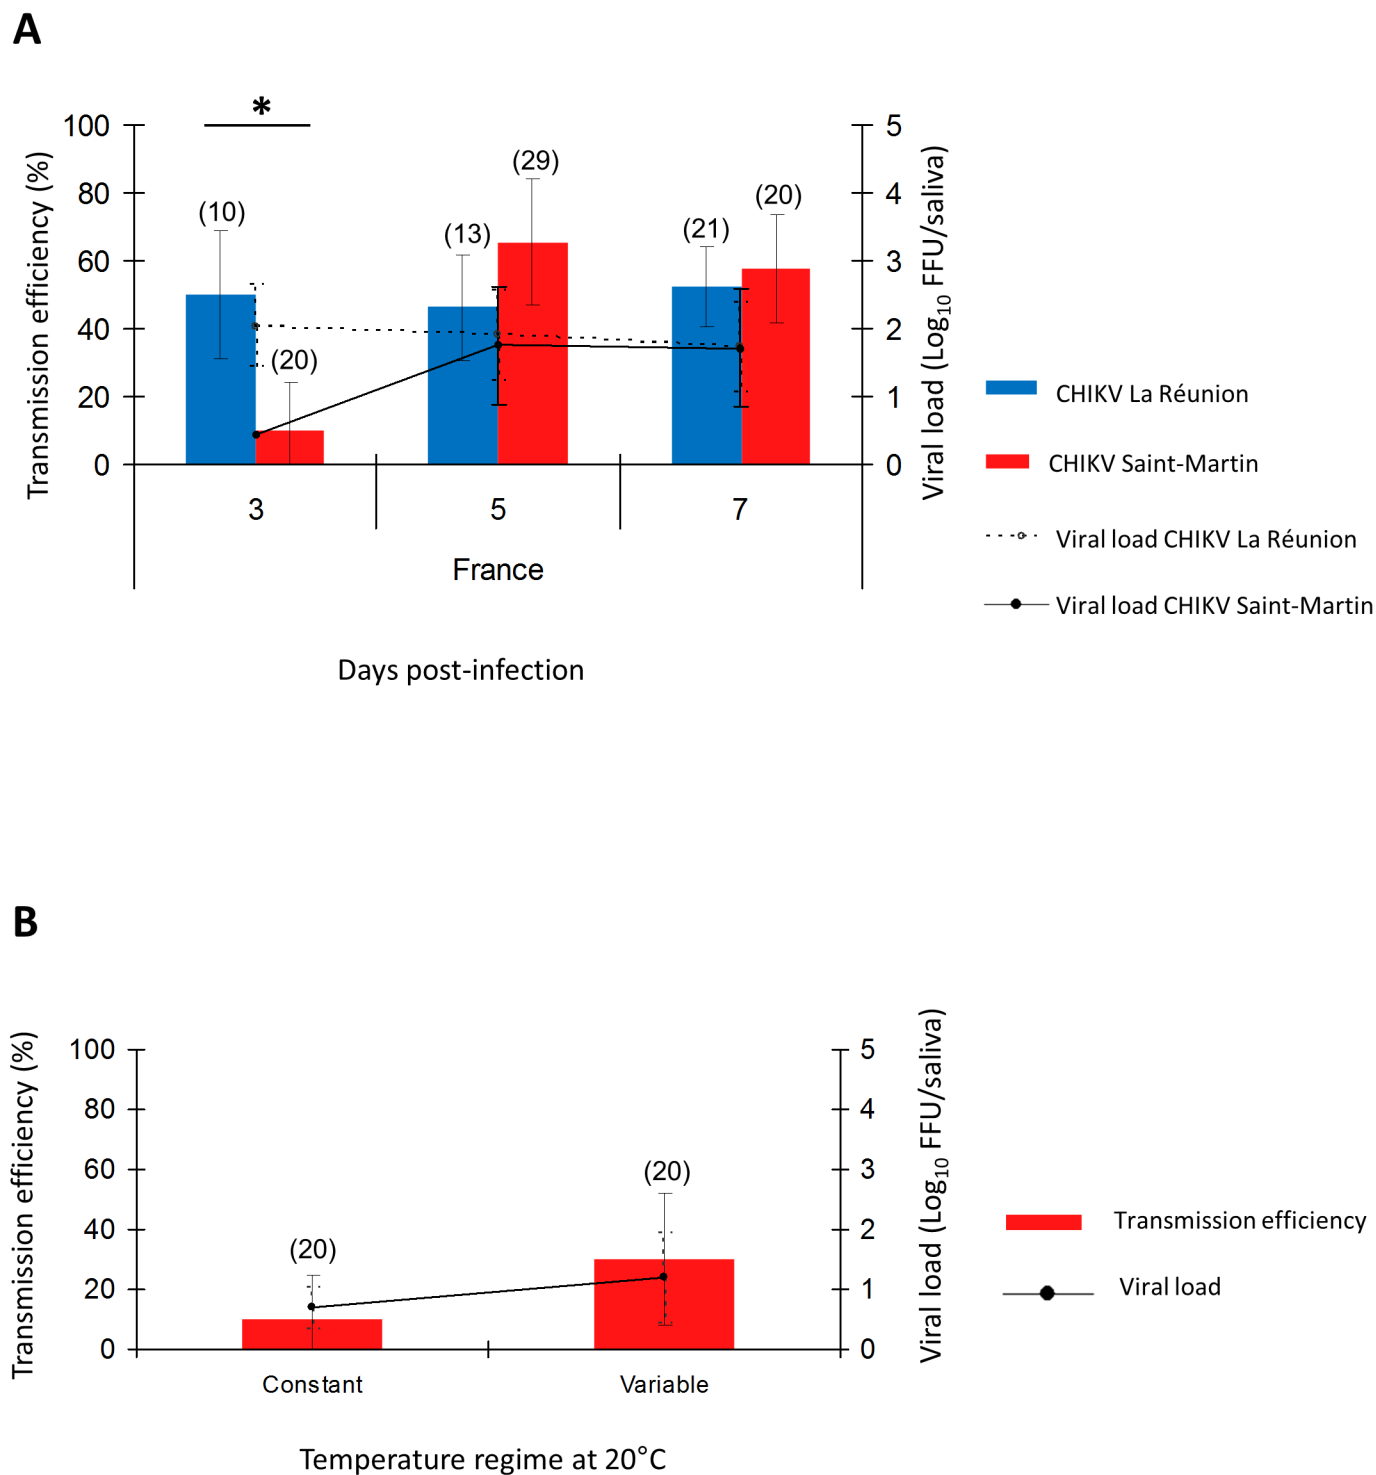 A
*
Transmission efficiency (%)
100
80
60
40
20
0
(10)
(20)
(13)
(29)
(21)
(20)
5
4
3
2
1
0
Viral load (Log10 FFU/saliva)
3
5
7
France
Days post-infection
CHIKV La Réunion
CHIKV Saint-Martin
Viral load CHIKV La Réunion
Viral load CHIKV Saint-Martin
B
Transmission efficiency (%)
100
80
60
40
20
0
(20)
(20)
5
4
3
2
1
0
Viral load (Log10 FFU/saliva)
Constant
Variable
Temperature regime at 20°C
Transmission efficiency
Viral load